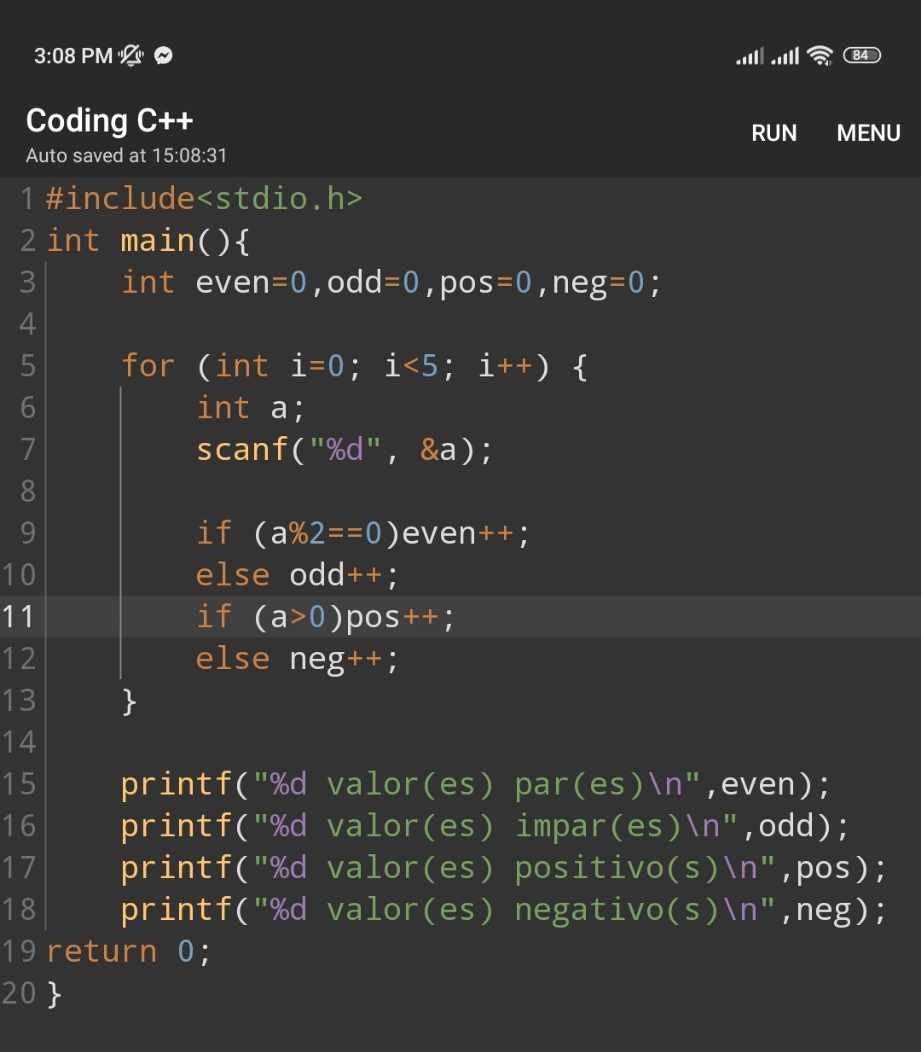 3:08 PM 84
Coding C++
RUN MENU
Auto saved at 15:08:31
1 #include<stdio.h>
2 int main(){
3     int even=0,odd=0,pos=0,neg=0;
4
5     for (int i=0; i<5; i++) {
6         int a;
7         scanf("%d", &a);
8
9         if (a%2==0)even++;
10         else odd++;
11         if (a>0)pos++;
12         else neg++;
13     }
14
15     printf("%d valor(es) par(es)\n",even);
16     printf("%d valor(es) impar(es)\n",odd);
17     printf("%d valor(es) positivo(s)\n",pos);
18     printf("%d valor(es) negativo(s)\n",neg);
19 return 0;
20 }